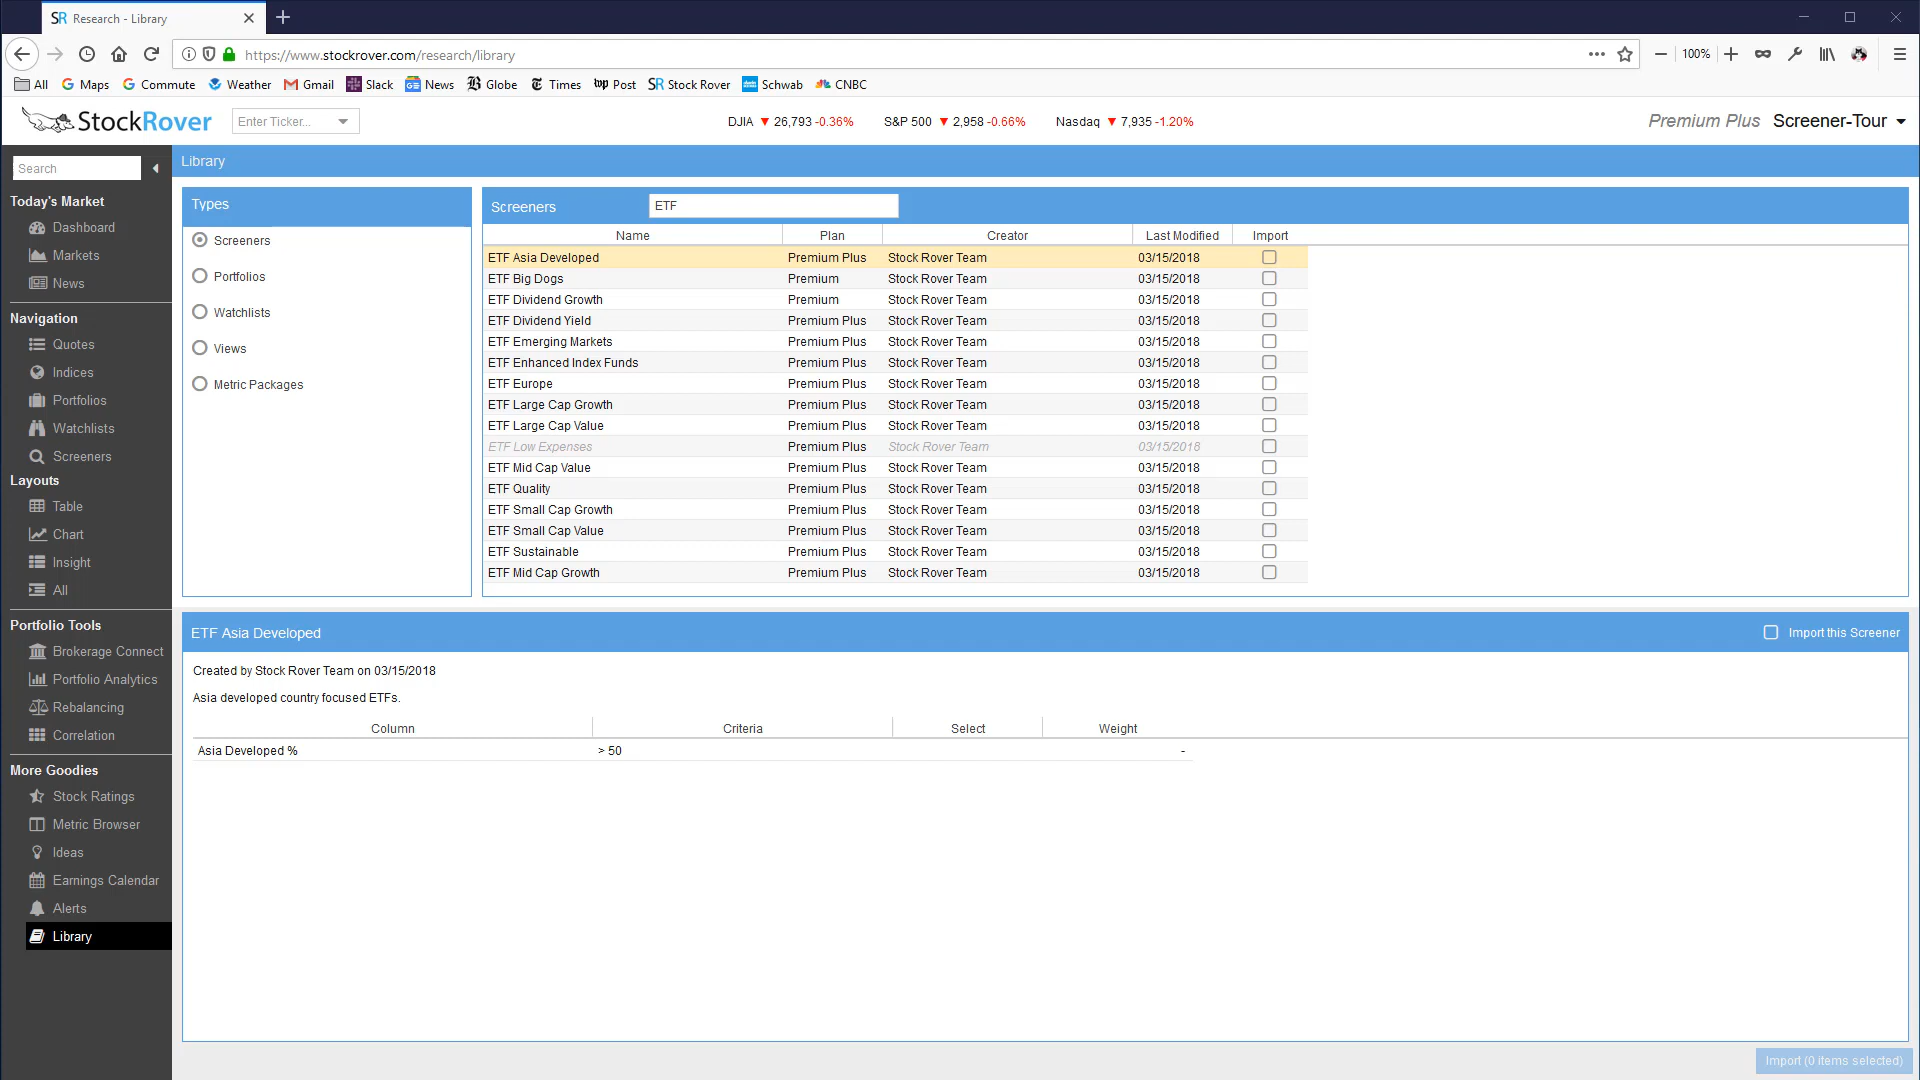 Research - Library
https://www.stockrover.com/research/library
100%
All Maps Commute Weather Gmail Slack News Globe Times Post Stock Rover Schwab CNBC
StockRover
Enter Ticker...
DJIA ▼ 26,793 -0.36% S&P 500 ▼ 2,958 -0.66% Nasdaq ▼ 7,935 -1.20%
Premium Plus Screener-Tour
Search
Today's Market
Dashboard
Markets
News
Navigation
Quotes
Indices
Portfolios
Watchlists
Screeners
Layouts
Table
Chart
Insight
All
Portfolio Tools
Brokerage Connect
Portfolio Analytics
Rebalancing
Correlation
More Goodies
Stock Ratings
Metric Browser
Ideas
Earnings Calendar
Alerts
Library
Library
Types
Screeners
Portfolios
Watchlists
Views
Metric Packages
Screeners ETF
Name Plan Creator Last Modified Import
ETF Asia Developed Premium Plus Stock Rover Team 03/15/2018
ETF Big Dogs Premium Stock Rover Team 03/15/2018
ETF Dividend Growth Premium Stock Rover Team 03/15/2018
ETF Dividend Yield Premium Plus Stock Rover Team 03/15/2018
ETF Emerging Markets Premium Plus Stock Rover Team 03/15/2018
ETF Enhanced Index Funds Premium Plus Stock Rover Team 03/15/2018
ETF Europe Premium Plus Stock Rover Team 03/15/2018
ETF Large Cap Growth Premium Plus Stock Rover Team 03/15/2018
ETF Large Cap Value Premium Plus Stock Rover Team 03/15/2018
ETF Low Expenses Premium Plus Stock Rover Team 03/15/2018
ETF Mid Cap Value Premium Plus Stock Rover Team 03/15/2018
ETF Quality Premium Plus Stock Rover Team 03/15/2018
ETF Small Cap Growth Premium Plus Stock Rover Team 03/15/2018
ETF Small Cap Value Premium Plus Stock Rover Team 03/15/2018
ETF Sustainable Premium Plus Stock Rover Team 03/15/2018
ETF Mid Cap Growth Premium Plus Stock Rover Team 03/15/2018
ETF Asia Developed Import this Screener
Created by Stock Rover Team on 03/15/2018
Asia developed country focused ETFs.
Column Criteria Select Weight
Asia Developed % > 50 -
Import (0 items selected)